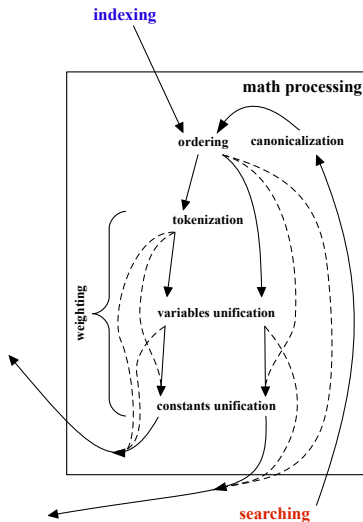 indexing
math processing
ordering
canonicalization
tokenization
weighting
variables unification
constants unification
searching